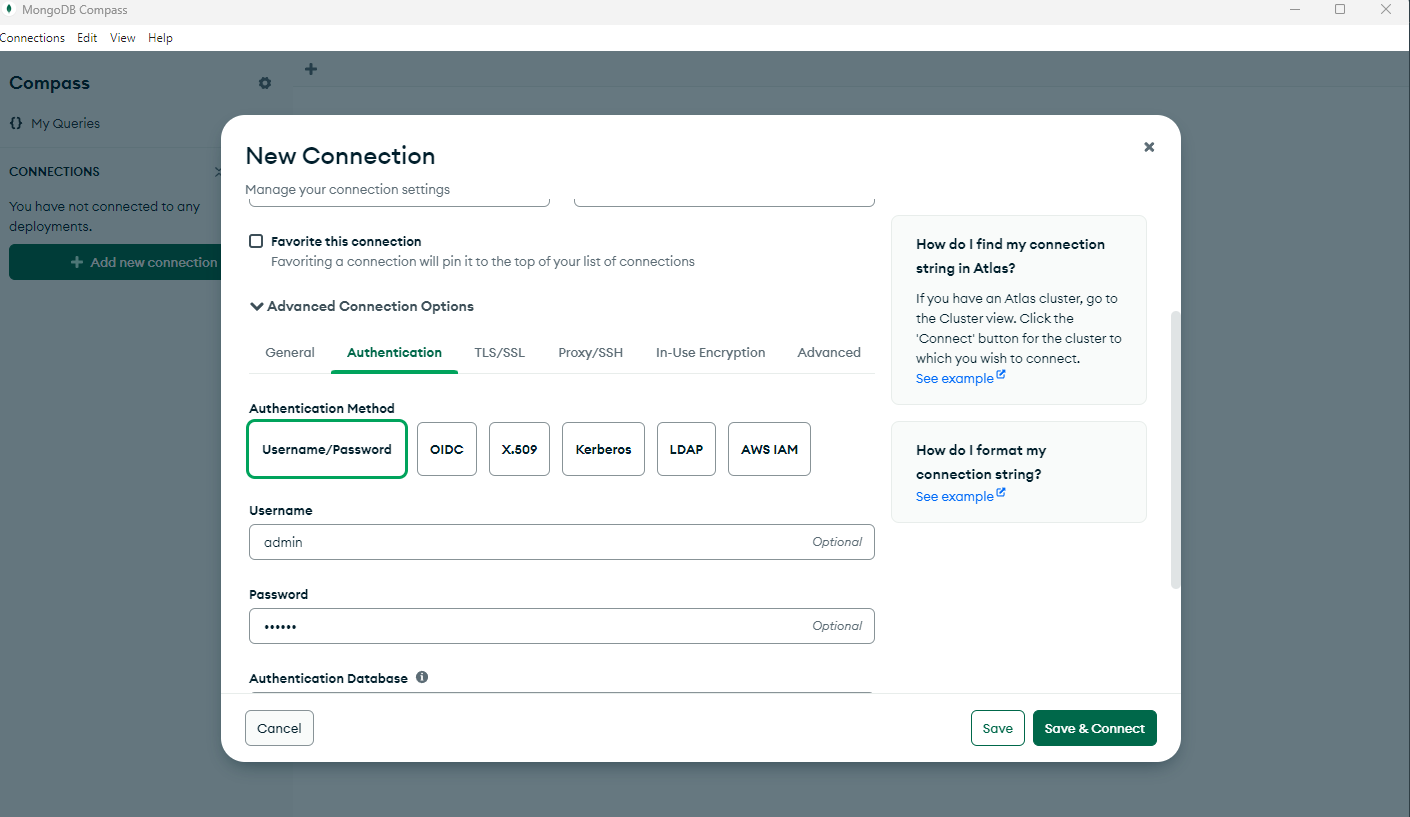 MongoDB Compass
Connections Edit View Help
Compass
{} My Queries
CONNECTIONS
You have not connected to any
deployments.
+ Add new connection
New Connection
Manage your connection settings
Favorite this connection
Favoriting a connection will pin it to the top of your list of connections
Advanced Connection Options
General Authentication TLS/SSL Proxy/SSH In-Use Encryption Advanced
Authentication Method
Username/Password OIDC X.509 Kerberos LDAP AWS IAM
Username
admin Optional
Password
•••••• Optional
Authentication Database
How do I find my connection
string in Atlas?
If you have an Atlas cluster, go to
the Cluster view. Click the
'Connect' button for the cluster to
which you wish to connect.
See example
How do I format my
connection string?
See example
Cancel Save Save & Connect